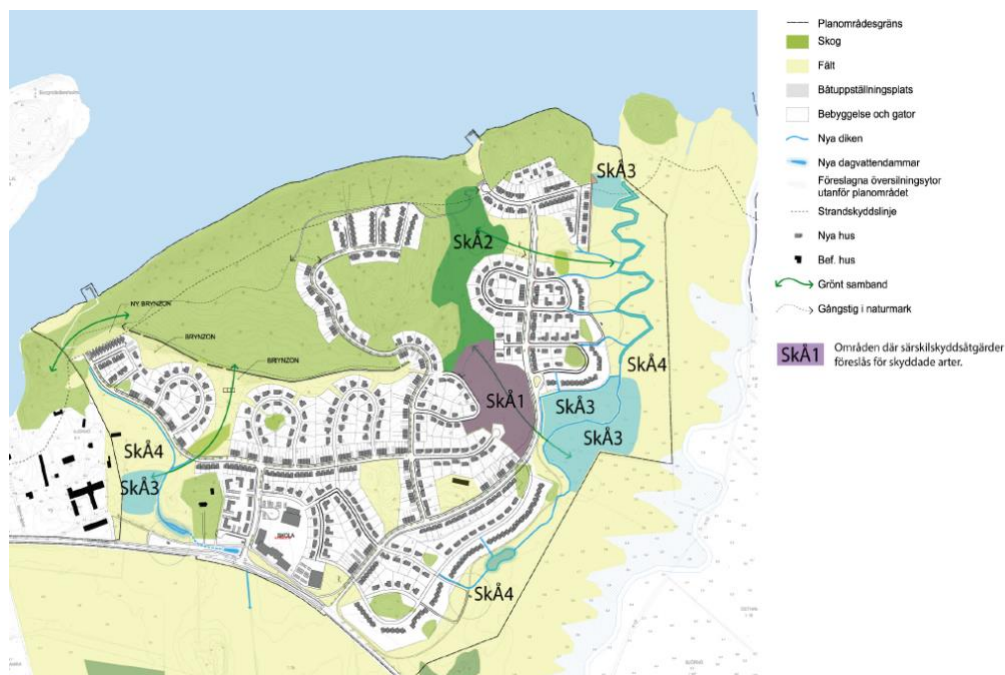 Planområdesgräns
Skog
Fält
Båtuppställningsplats
Bebyggelse och gator
Nya diken
Nya dagvattendammar
Föreslagna översilningsytor
utanför planområdet
Strandskyddslinje
Nya hus
Bef. hus
Grönt samband
Gångstig i naturmark
SkÅ1
Områden där särskilskyddsåtgärder
föreslås för skyddade arter.
SkÅ3
SkÅ2
NY BRYNZON
BRYNZON
BRYNZON
SkÅ4
SkÅ1
SkÅ3
SkÅ3
SkÅ4
SkÅ3
SKOLA
SkÅ4